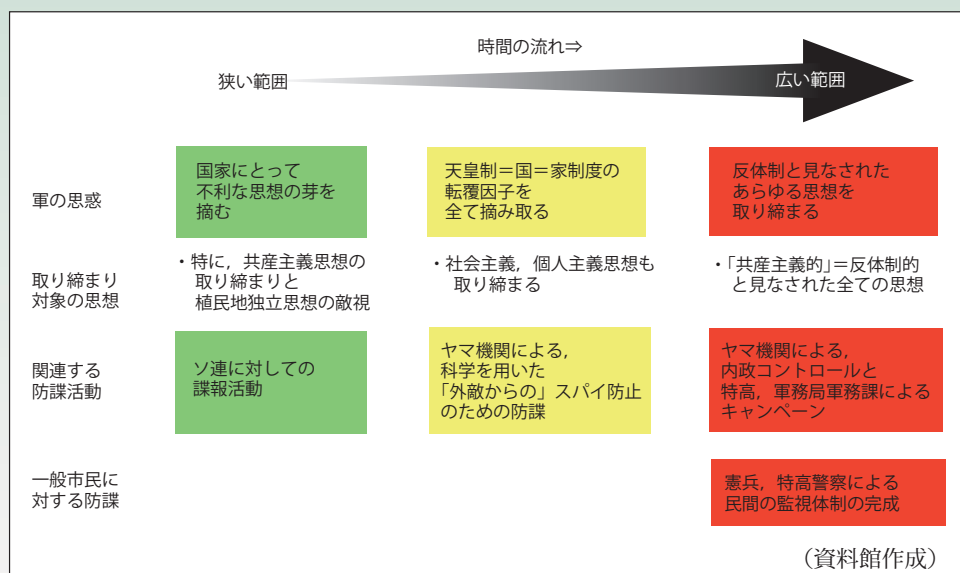 時間の流れ⇒
狭い範囲
広い範囲
軍の思惑
国家にとって
不利な思想の芽を
摘む
天皇制＝国＝家制度の
転覆因子を
全て摘み取る
反体制と見なされた
あらゆる思想を
取り締まる
取り締まり
対象の思想
・特に，共産主義思想の
取り締まりと
植民地独立思想の敵視
・社会主義，個人主義思想も
取り締まる
・「共産主義的」＝反体制的
と見なされた全ての思想
関連する
防諜活動
ソ連に対しての
諜報活動
ヤマ機関による，
科学を用いた
「外敵からの」スパイ防止
のための防諜
ヤマ機関による，
内政コントロールと
特高，軍務局軍務課による
キャンペーン
一般市民に
対する防諜
憲兵，特高警察による
民間の監視体制の完成
（資料館作成）